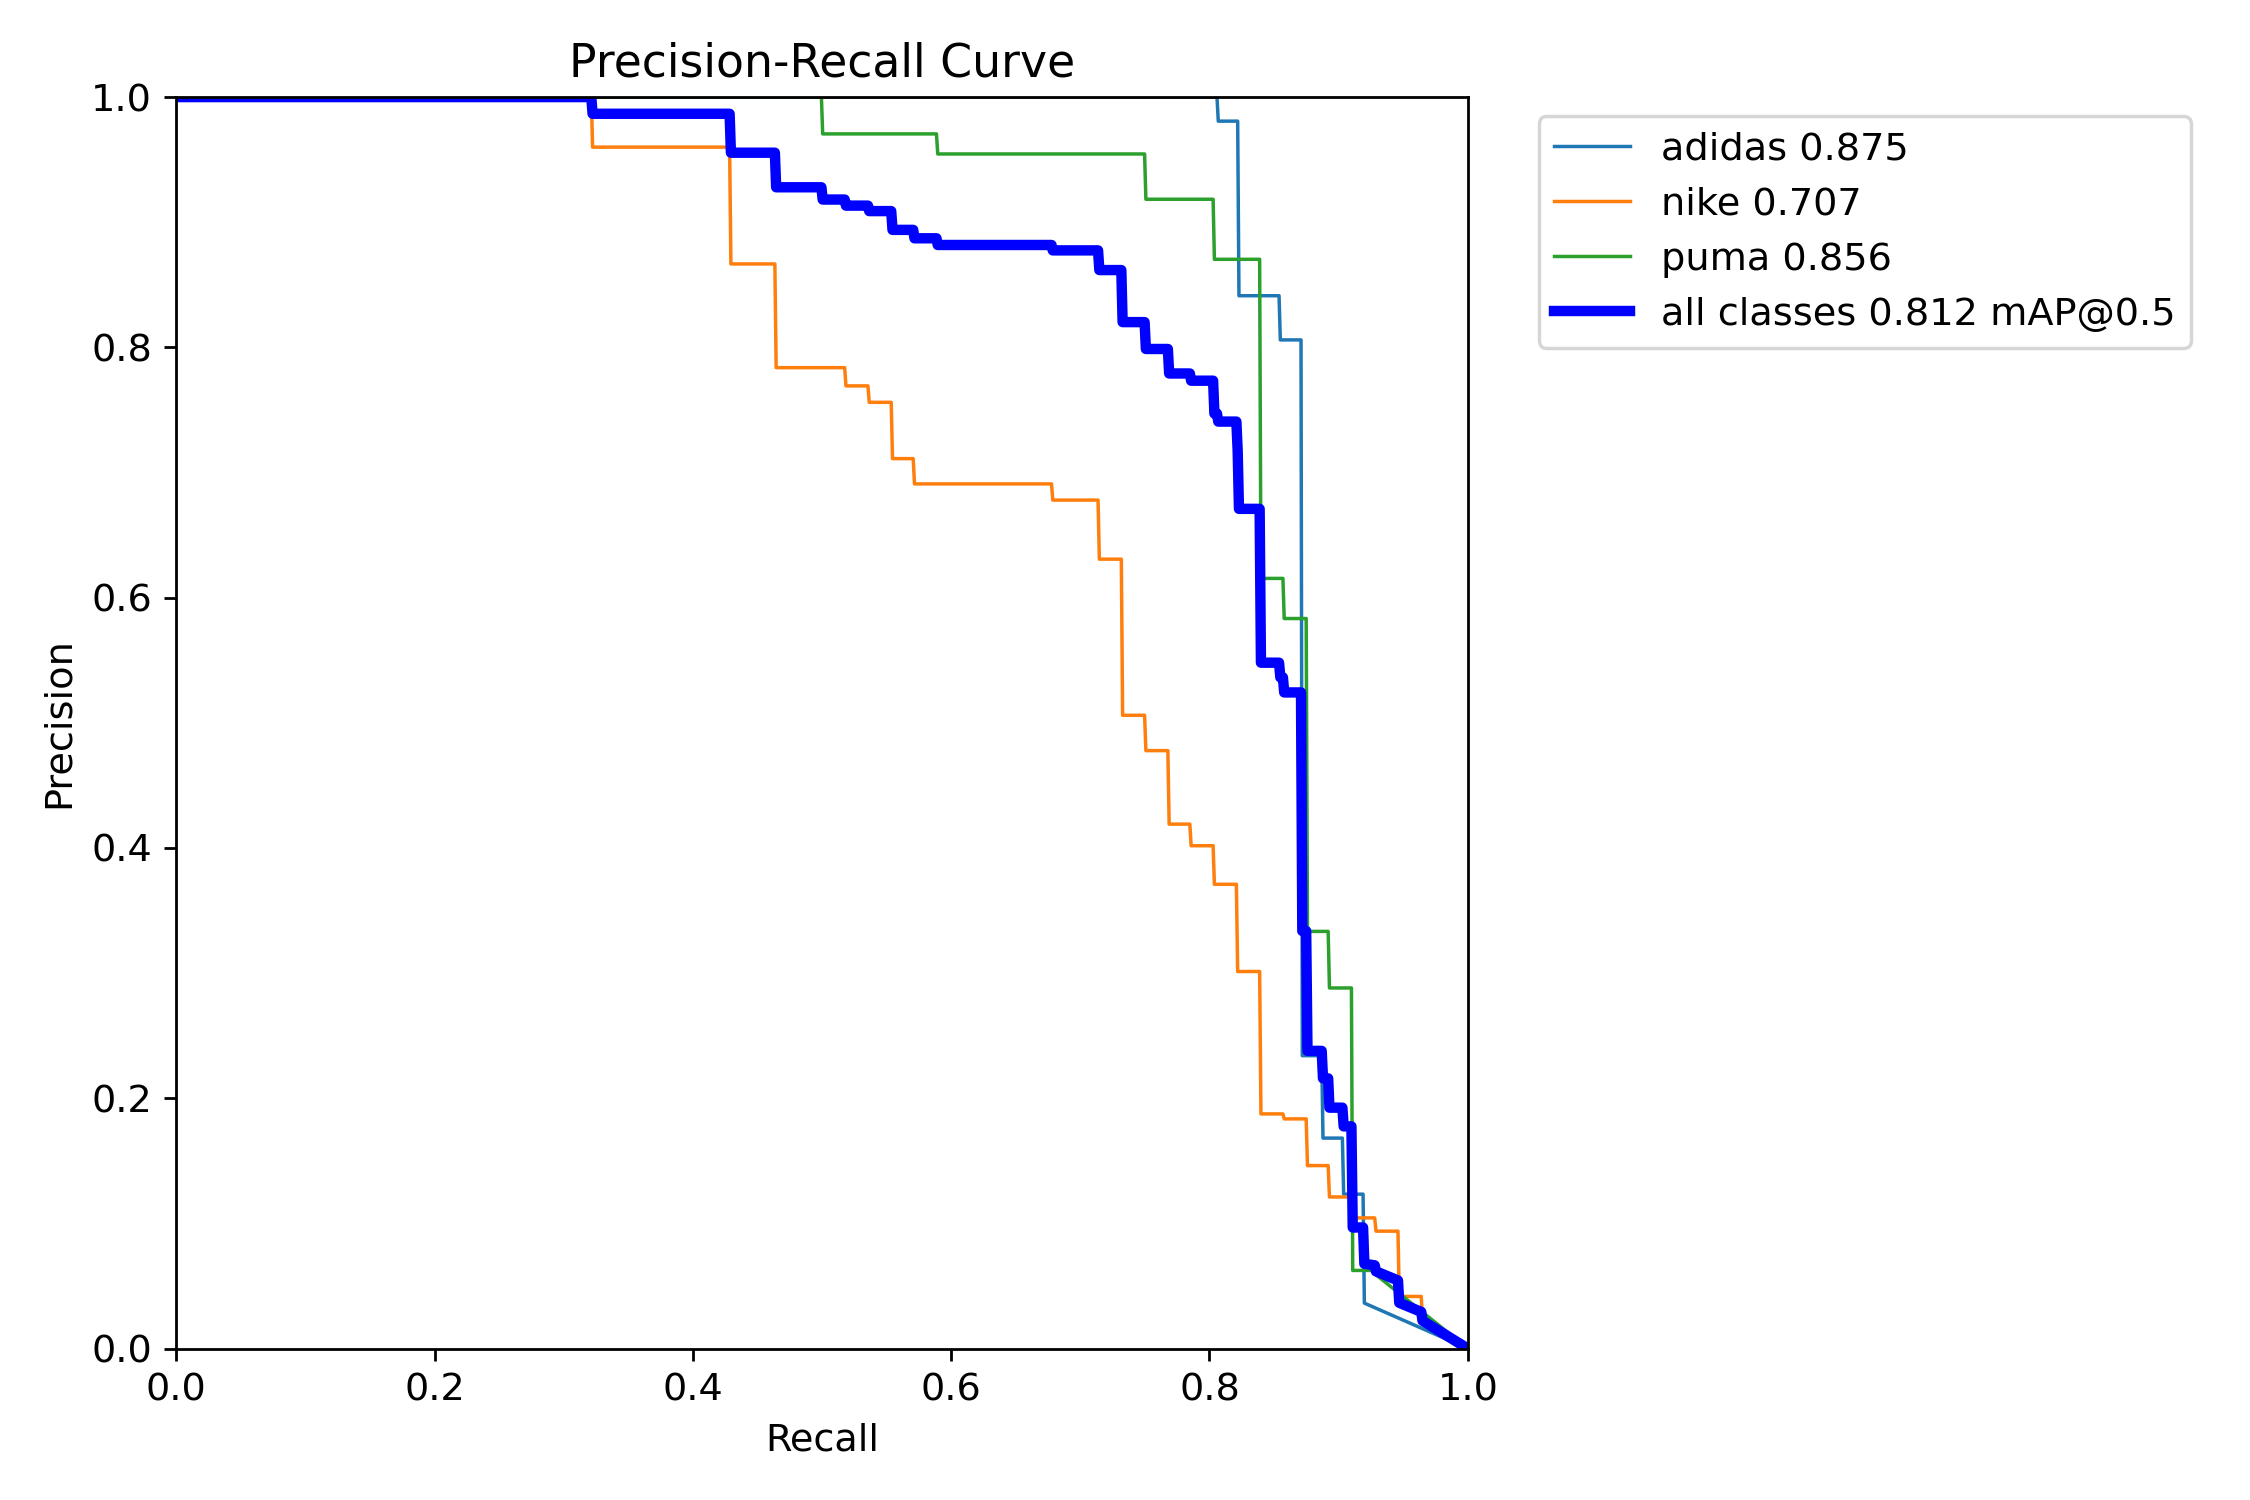 Precision-Recall Curve
1.0
0.8
0.6
0.4
0.2
0.0
Precision
0.0 0.2 0.4 0.6 0.8 1.0
Recall
adidas 0.875
nike 0.707
puma 0.856
all classes 0.812 mAP@0.5